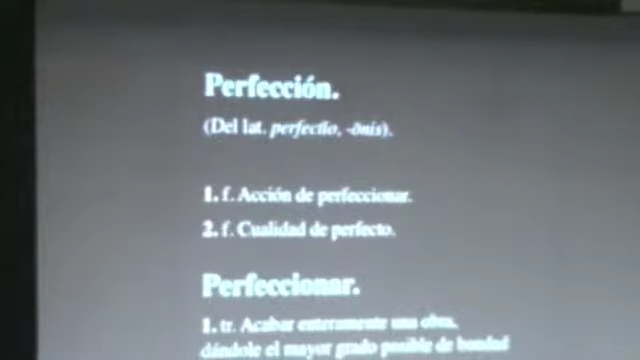 Perfección.
(Del lat. perfectĭo, -ōnis).
1. f. Acción de perfeccionar.
2. f. Cualidad de perfecto.
Perfeccionar.
1. tr. Acabar enteramente una obra,
dándole el mayor grado posible de bondad